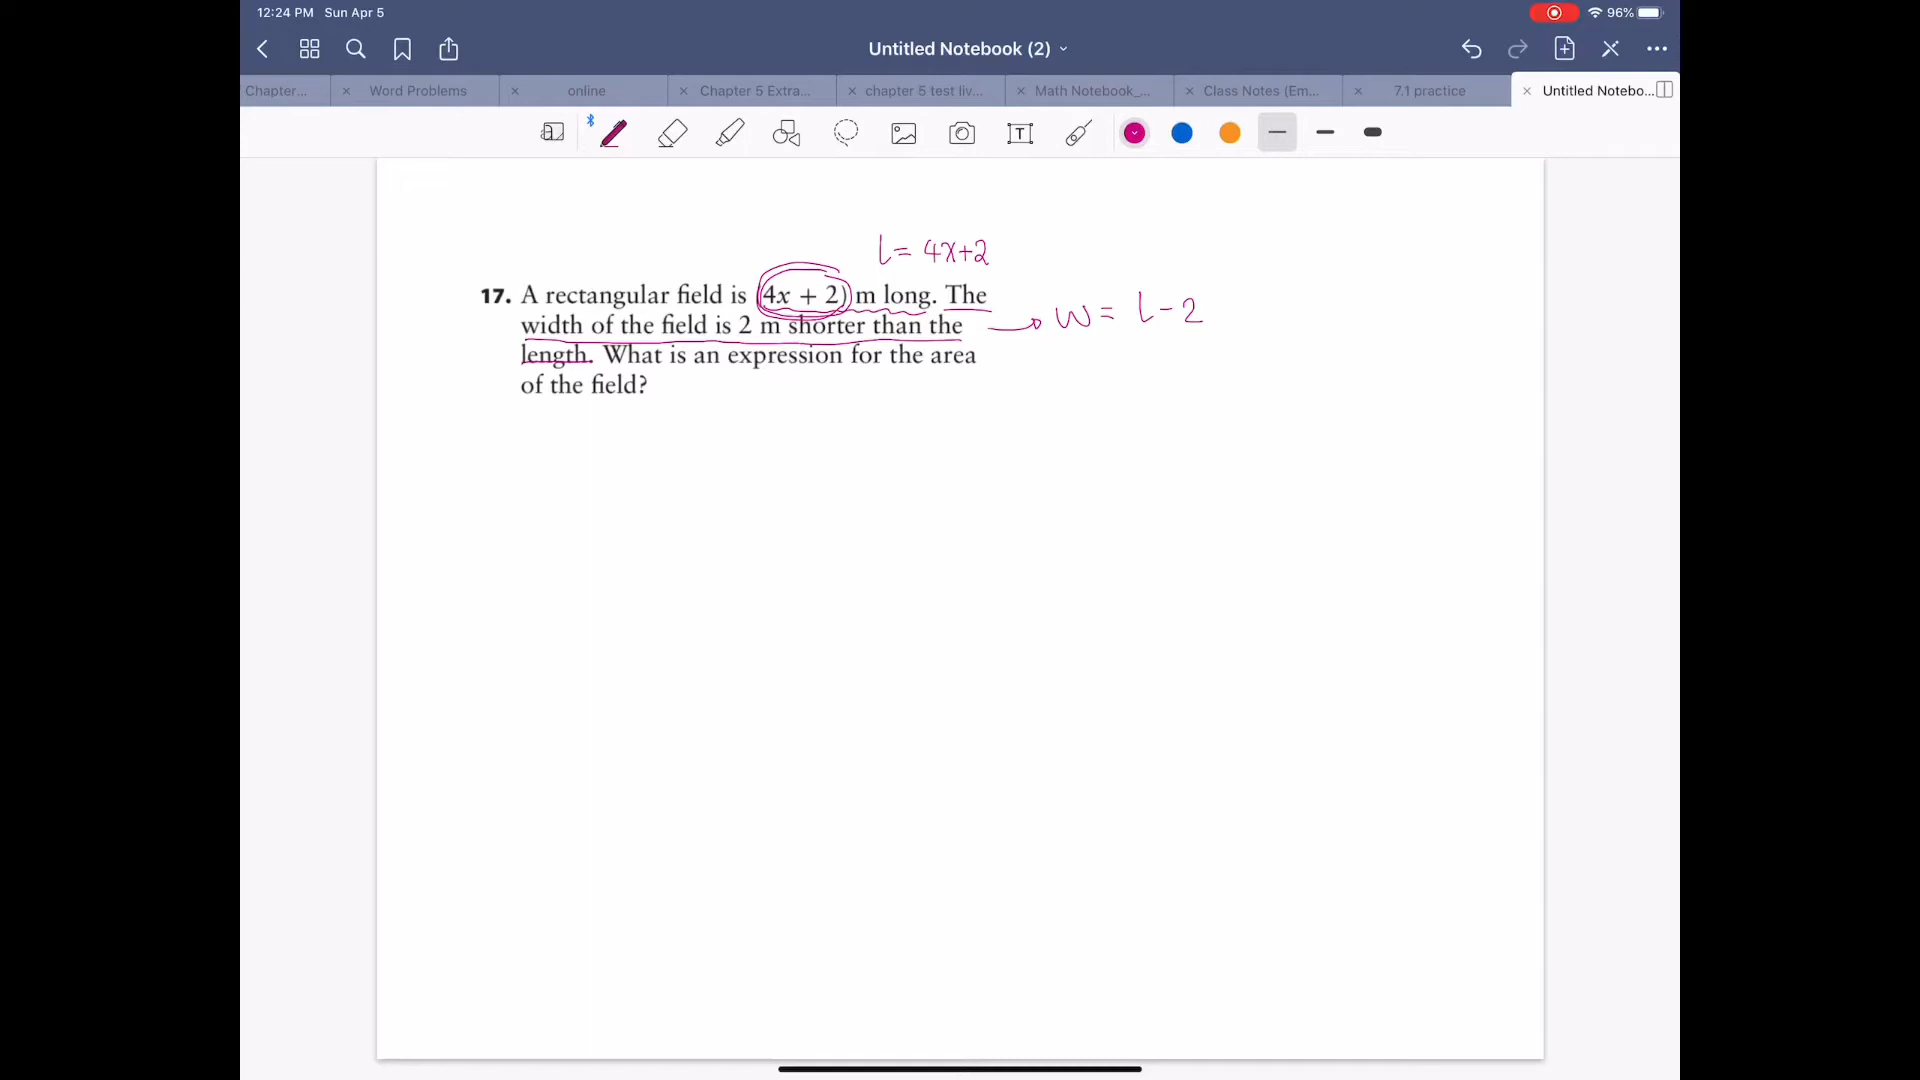 12:24 PM Sun Apr 5
96%
Untitled Notebook (2)
Chapter...
Word Problems
online
Chapter 5 Extra...
chapter 5 test liv...
Math Notebook_...
Class Notes (Em...
7.1 practice
Untitled Notebo...
l = 4x+2
17. A rectangular field is (4x + 2) m long. The
width of the field is 2 m shorter than the
w = l - 2
length. What is an expression for the area
of the field?